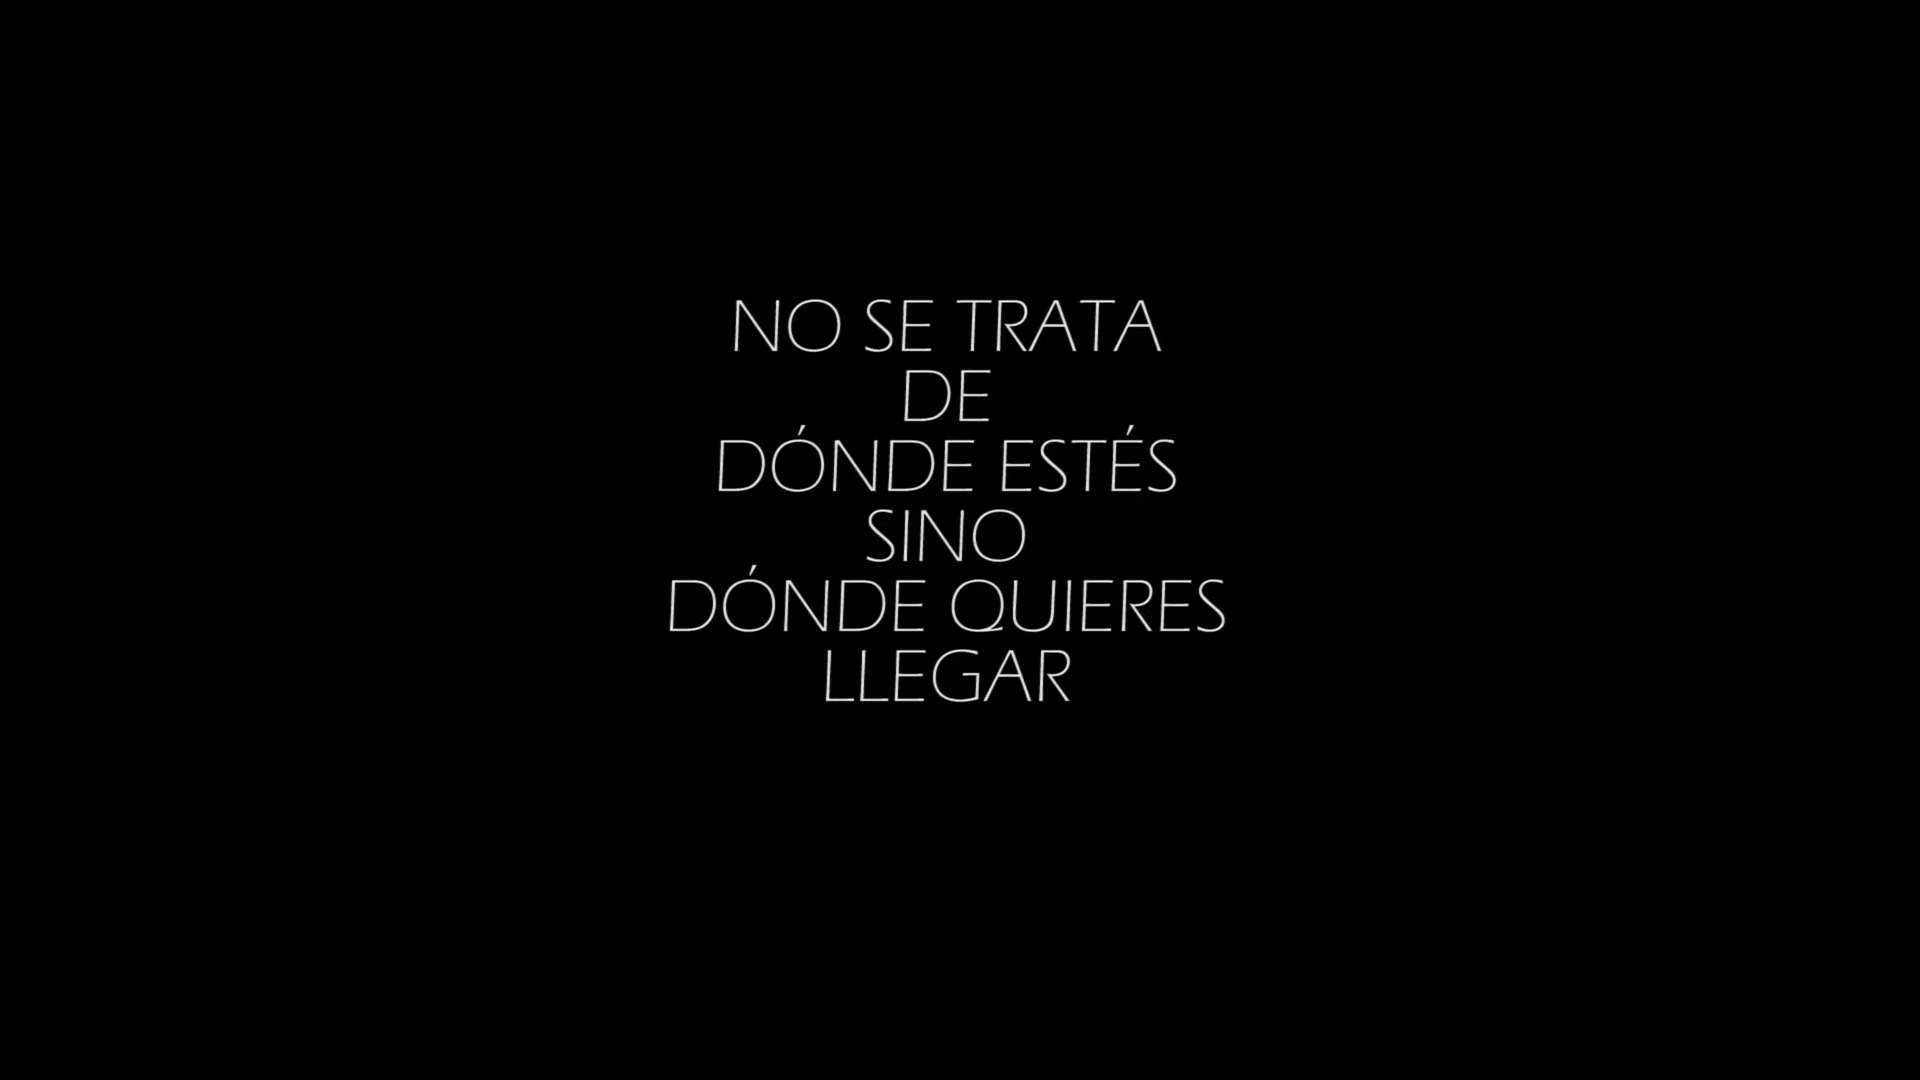 NO SE TRATA
DE
DÓNDE ESTÉS
SINO
DÓNDE QUIERES
LLEGAR